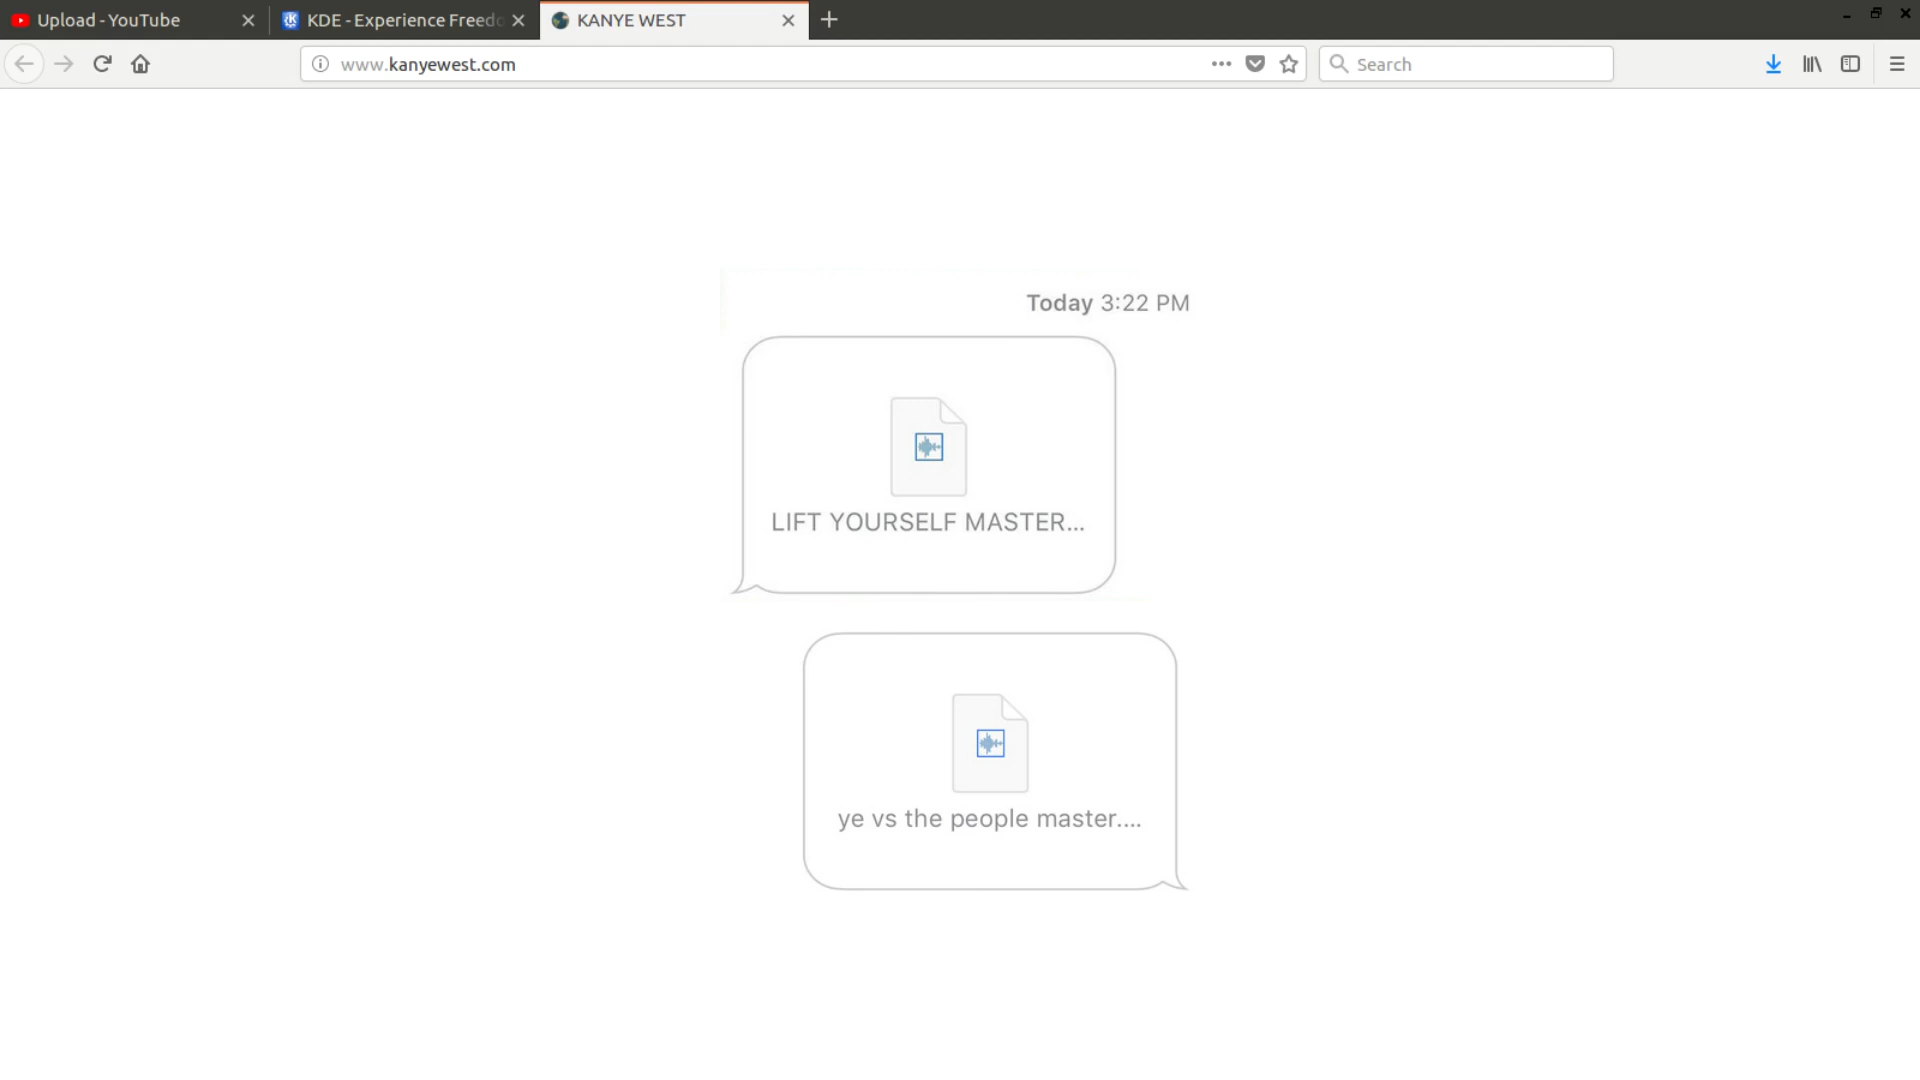 Upload - YouTube
KDE - Experience Freedo
KANYE WEST
www.kanyewest.com
Search
Today 3:22 PM
LIFT YOURSELF MASTER...
ye vs the people master....